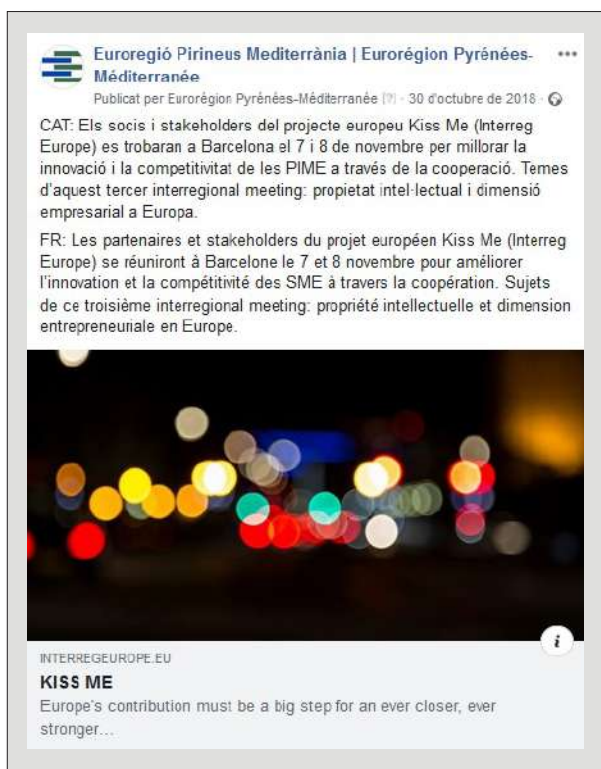 Euroregió Pirineus Mediterrània | Eurorégion Pyrénées-
Méditerranée
Publicat per Eurorégion Pyrénées-Méditerranée [?] · 30 d'octubre de 2018 ·
CAT: Els socis i stakeholders del projecte europeu Kiss Me (Interreg
Europe) es trobaran a Barcelona el 7 i 8 de novembre per millorar la
innovació i la competitivitat de les PIME a través de la cooperació. Temes
d'aquest tercer interregional meeting: propietat intel·lectual i dimensió
empresarial a Europa.
FR: Les partenaires et stakeholders du projet européen Kiss Me (Interreg
Europe) se réuniront à Barcelone le 7 et 8 novembre pour améliorer
l'innovation et la compétitivité des SME à travers la coopération. Sujets
de ce troisième interregional meeting: propriété intellectuelle et dimension
entrepreneuriale en Europe.
i
INTERREGEUROPE.EU
KISS ME
Europe's contribution must be a big step for an ever closer, ever
stronger...